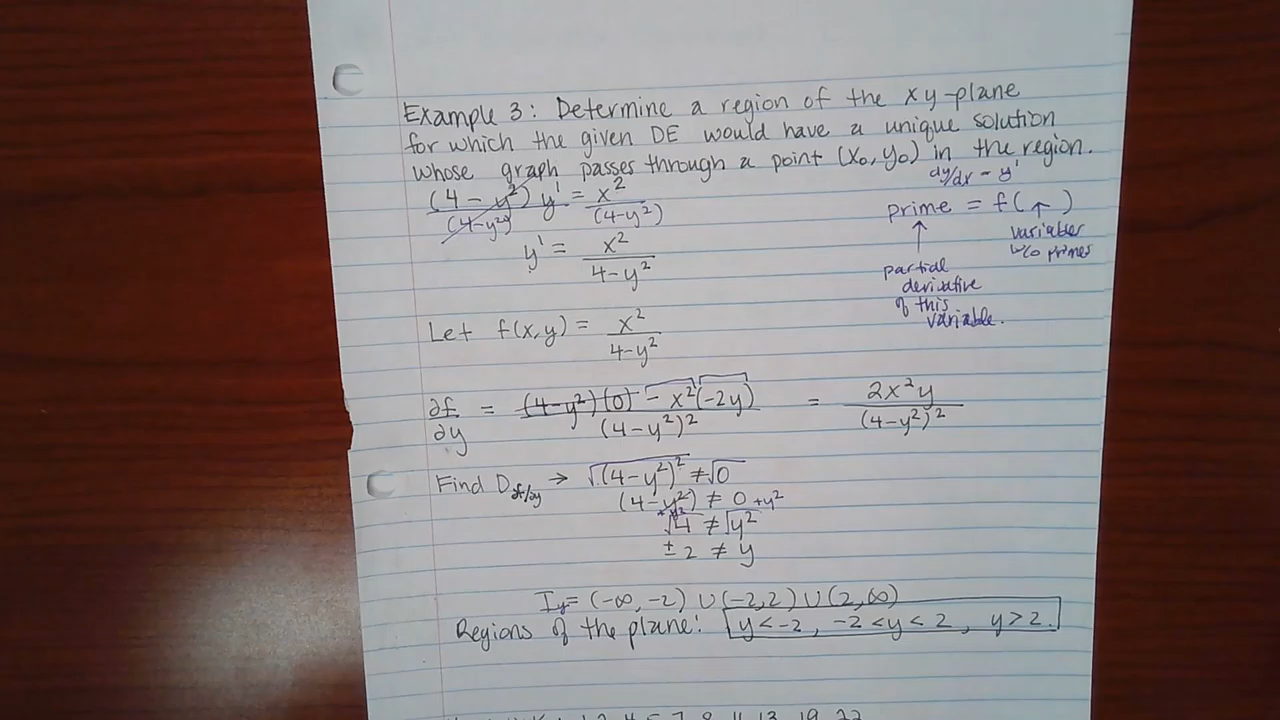 Example 3: Determine a region of the xy-plane
for which the given DE would have a unique solution
whose graph passes through a point (x₀, y₀) in the region.
(4 - y²) y' = x²
(4-y²) (4-y²)
y' = x²
4-y²
dy/dx - y'
prime = f(↑)
↑ variables
w/o primes
partial
derivative
of this
variable.
Let f(x,y) = x²
4-y²
∂f = (4-y²)(0) - x²(-2y) = 2x²y
∂y (4-y²)² (4-y²)²
Find D∂f/∂y → √(4-y²)² ≠ √0
(4-y²) ≠ 0 +y²
√4 ≠ √y²
± 2 ≠ y
Iy = (-∞, -2) ∪ (-2, 2) ∪ (2, ∞)
Regions of the plane: y < -2, -2 < y < 2, y > 2.